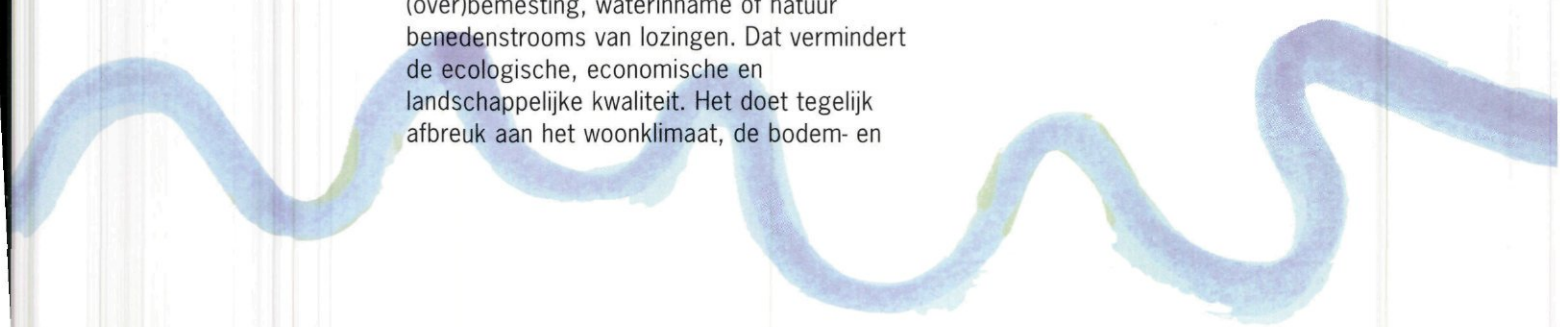 (over)bemesting, waterinname of natuur
benedenstrooms van lozingen. Dat vermindert
de ecologische, economische en
landschappelijke kwaliteit. Het doet tegelijk
afbreuk aan het woonklimaat, de bodem- en